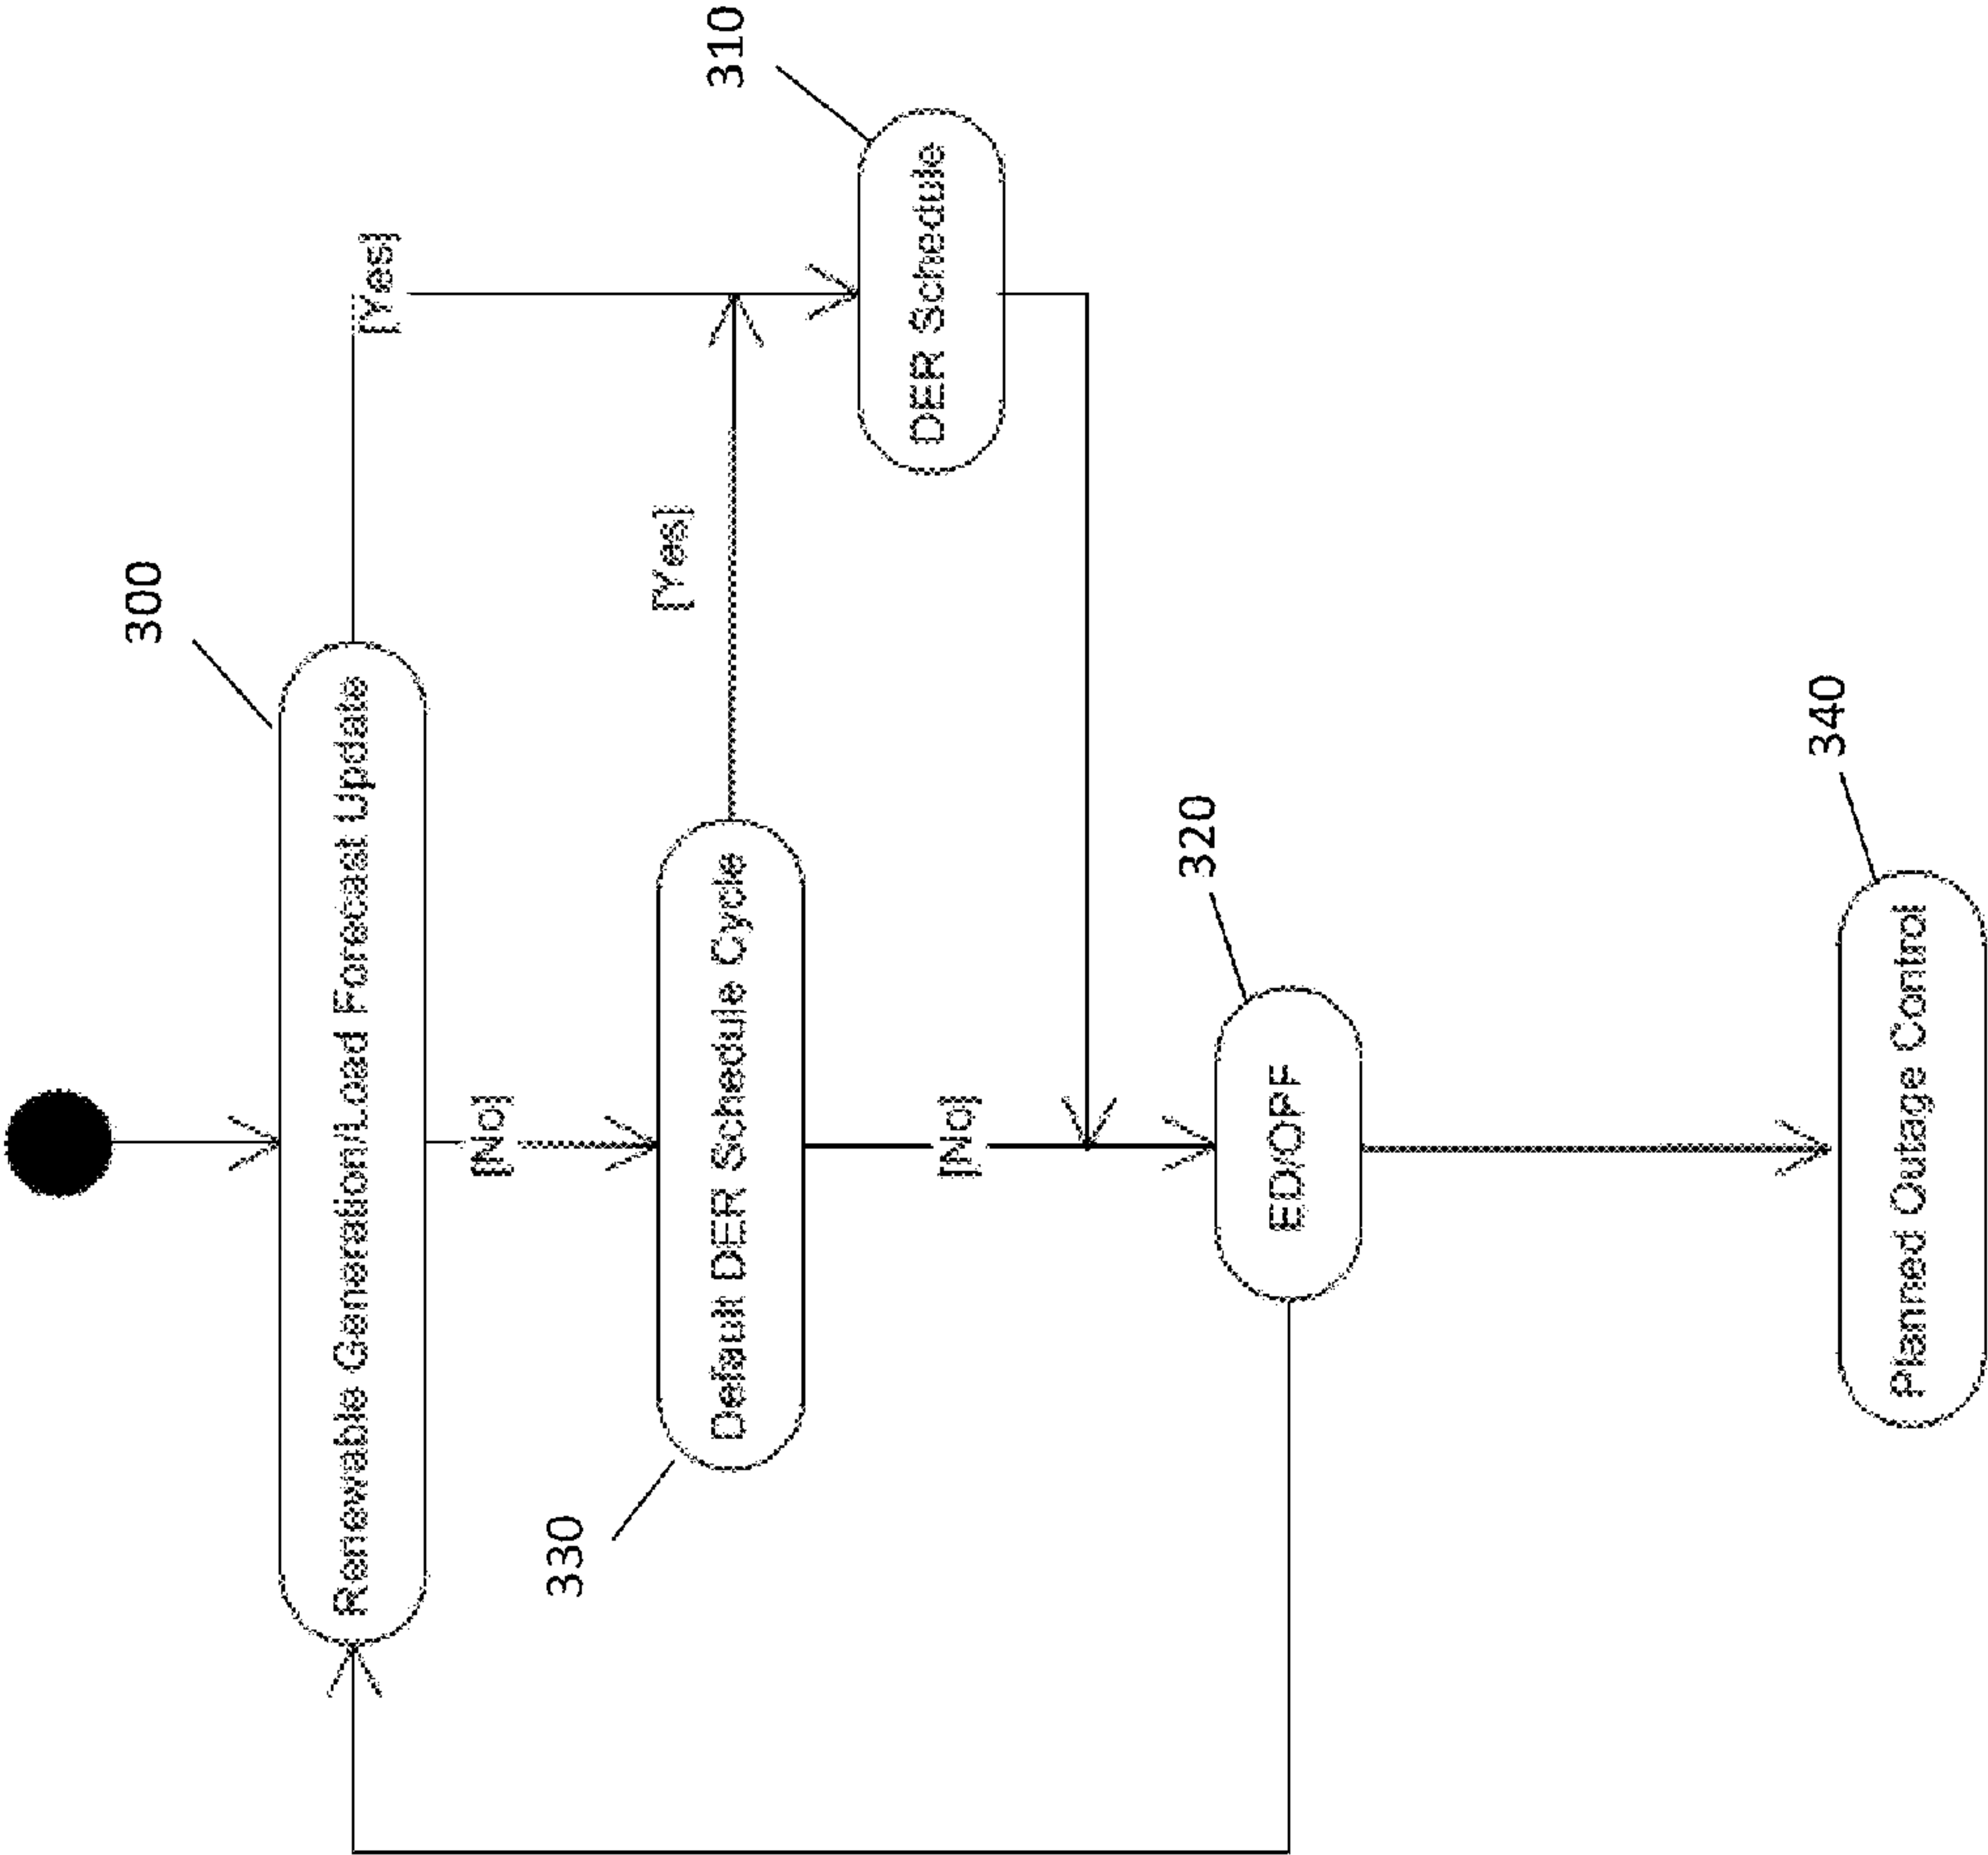 300
Renewable Generation/Load Forecast Update
[Yes]
310
[No]
330
Default DER Schedule Cycle
[Yes]
DER Schedule
[No]
320
ED/OPF
340
Planned Outage Control